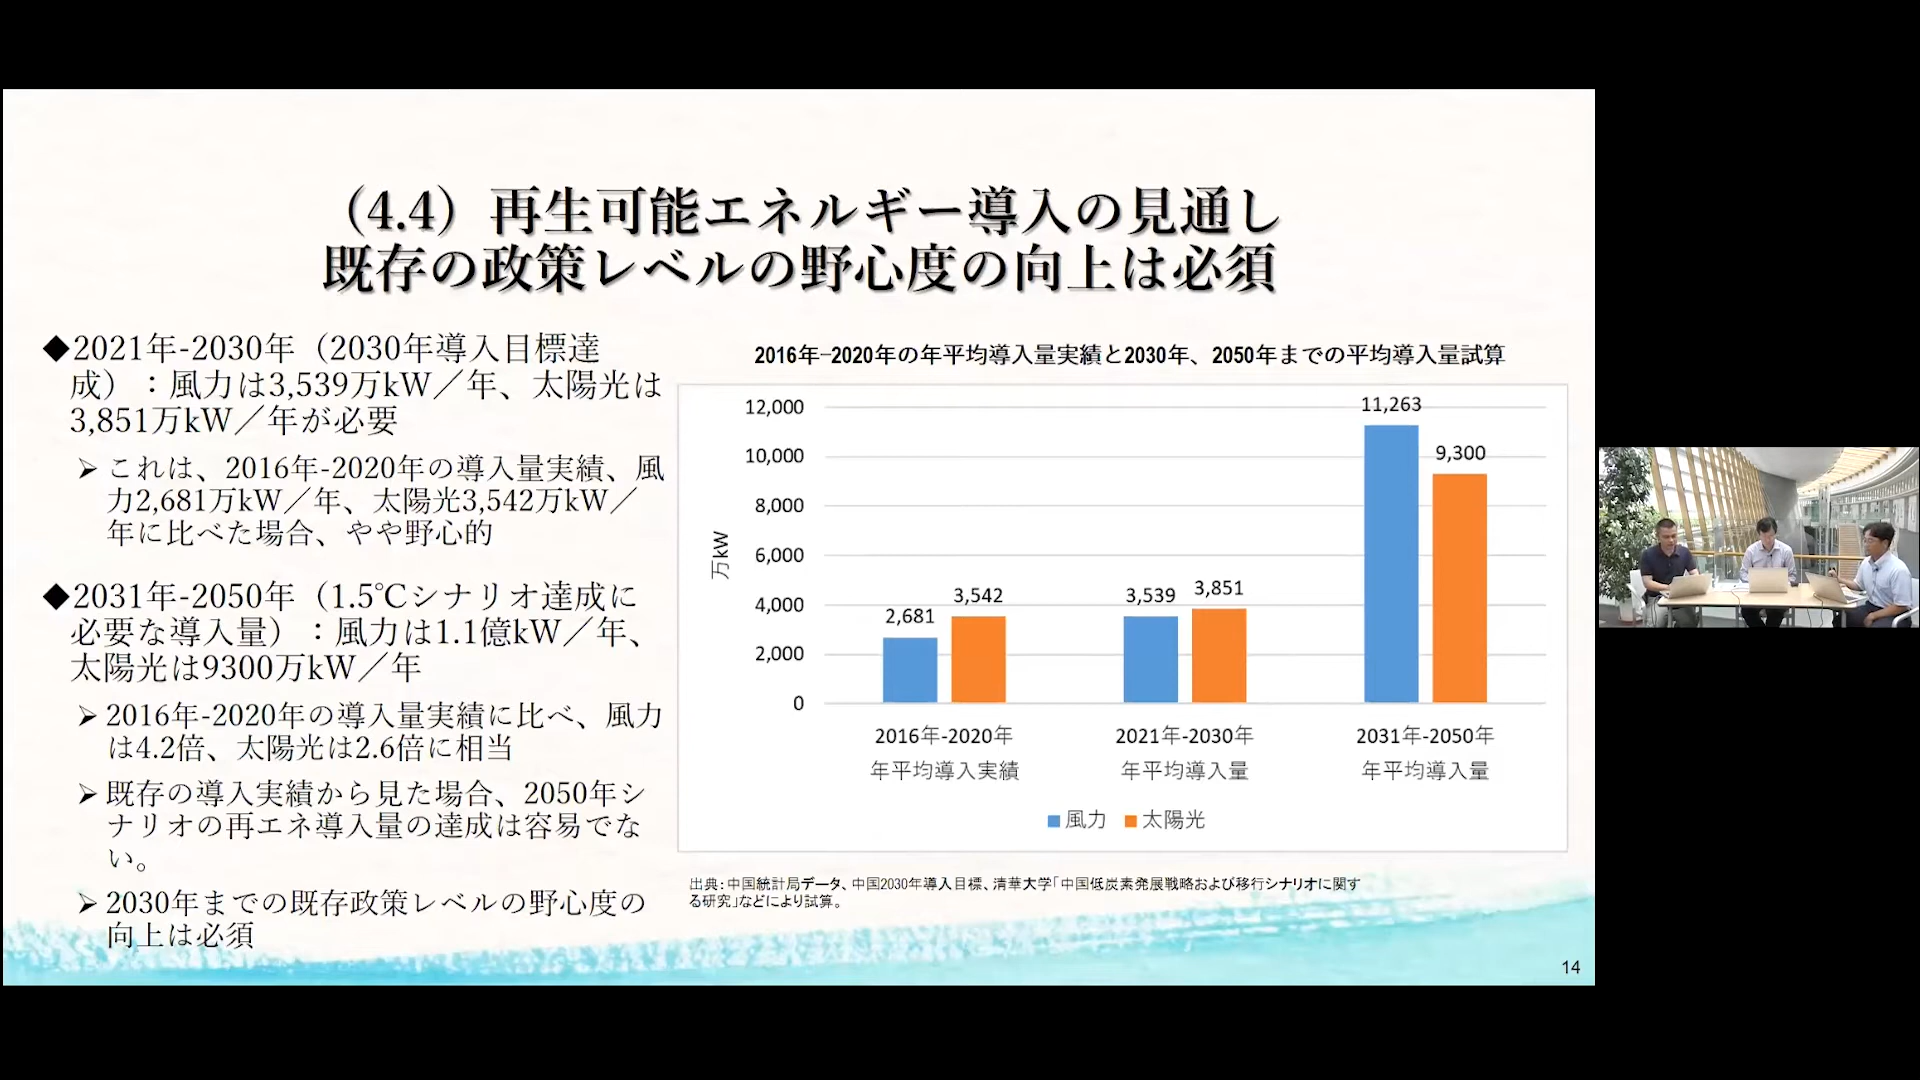 （4.4）再生可能エネルギー導入の見通し
既存の政策レベルの野心度の向上は必須
◆2021年-2030年（2030年導入目標達
成）：風力は3,539万kW／年、太陽光は
3,851万kW／年が必要
➢これは、2016年-2020年の導入量実績、風
力2,681万kW／年、太陽光3,542万kW／
年に比べた場合、やや野心的
◆2031年-2050年（1.5℃シナリオ達成に
必要な導入量）：風力は1.1億kW／年、
太陽光は9300万kW／年
➢2016年-2020年の導入量実績に比べ、風力
は4.2倍、太陽光は2.6倍に相当
➢既存の導入実績から見た場合、2050年シ
ナリオの再エネ導入量の達成は容易でな
い。
➢2030年までの既存政策レベルの野心度の
向上は必須
2016年-2020年の年平均導入量実績と2030年、2050年までの平均導入量試算
万kW
12,000
10,000
8,000
6,000
4,000
2,000
0
2,681
3,542
3,539
3,851
11,263
9,300
2016年-2020年
年平均導入実績
2021年-2030年
年平均導入量
2031年-2050年
年平均導入量
風力
太陽光
出典：中国統計局データ、中国2030年導入目標、清華大学「中国低炭素発展戦略および移行シナリオに関す
る研究」などにより試算。
14